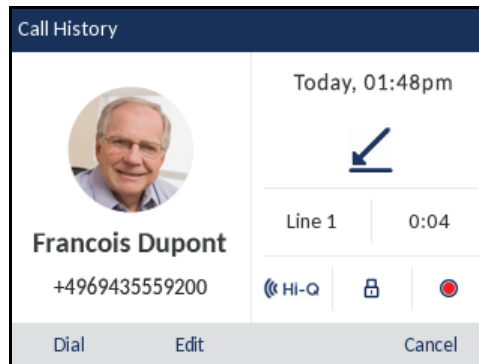 Call History
Today, 01:48pm
Line 1 0:04
Francois Dupont
+4969435559200
Hi-Q
Dial Edit Cancel